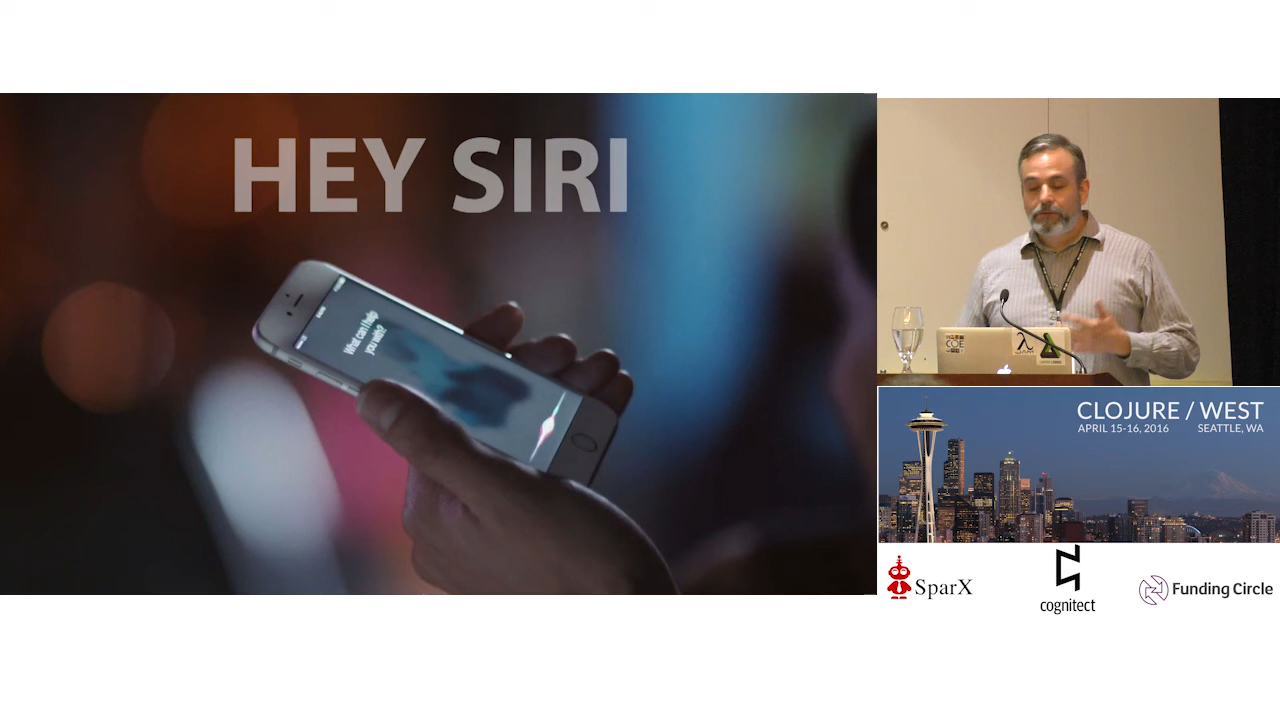 HEY SIRI
What can I help
you with?
COE
λ
CLOJURE / WEST
APRIL 15-16, 2016 SEATTLE, WA
SparX
cognitect
Funding Circle